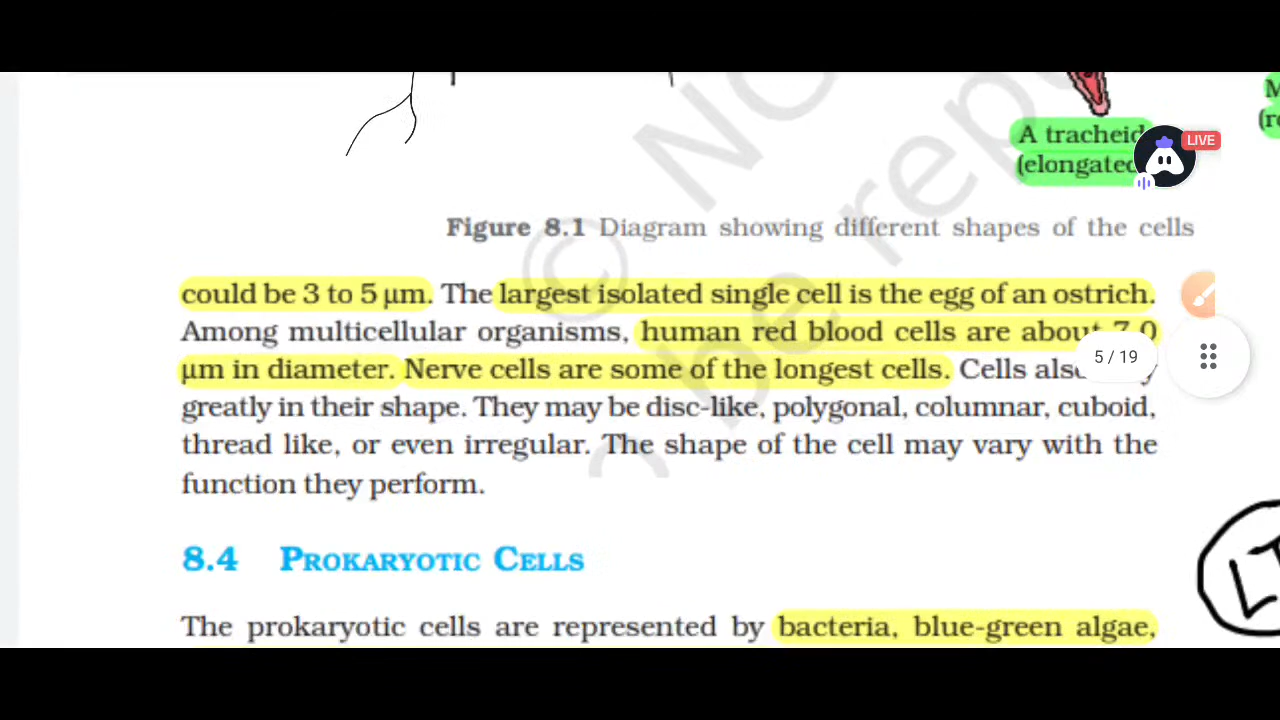 A tracheid
(elongated
LIVE
Figure 8.1 Diagram showing different shapes of the cells
could be 3 to 5 µm. The largest isolated single cell is the egg of an ostrich.
Among multicellular organisms, human red blood cells are about 7.0
µm in diameter. Nerve cells are some of the longest cells. Cells also
greatly in their shape. They may be disc-like, polygonal, columnar, cuboid,
thread like, or even irregular. The shape of the cell may vary with the
function they perform.
5 / 19
8.4 PROKARYOTIC CELLS
The prokaryotic cells are represented by bacteria, blue-green algae,